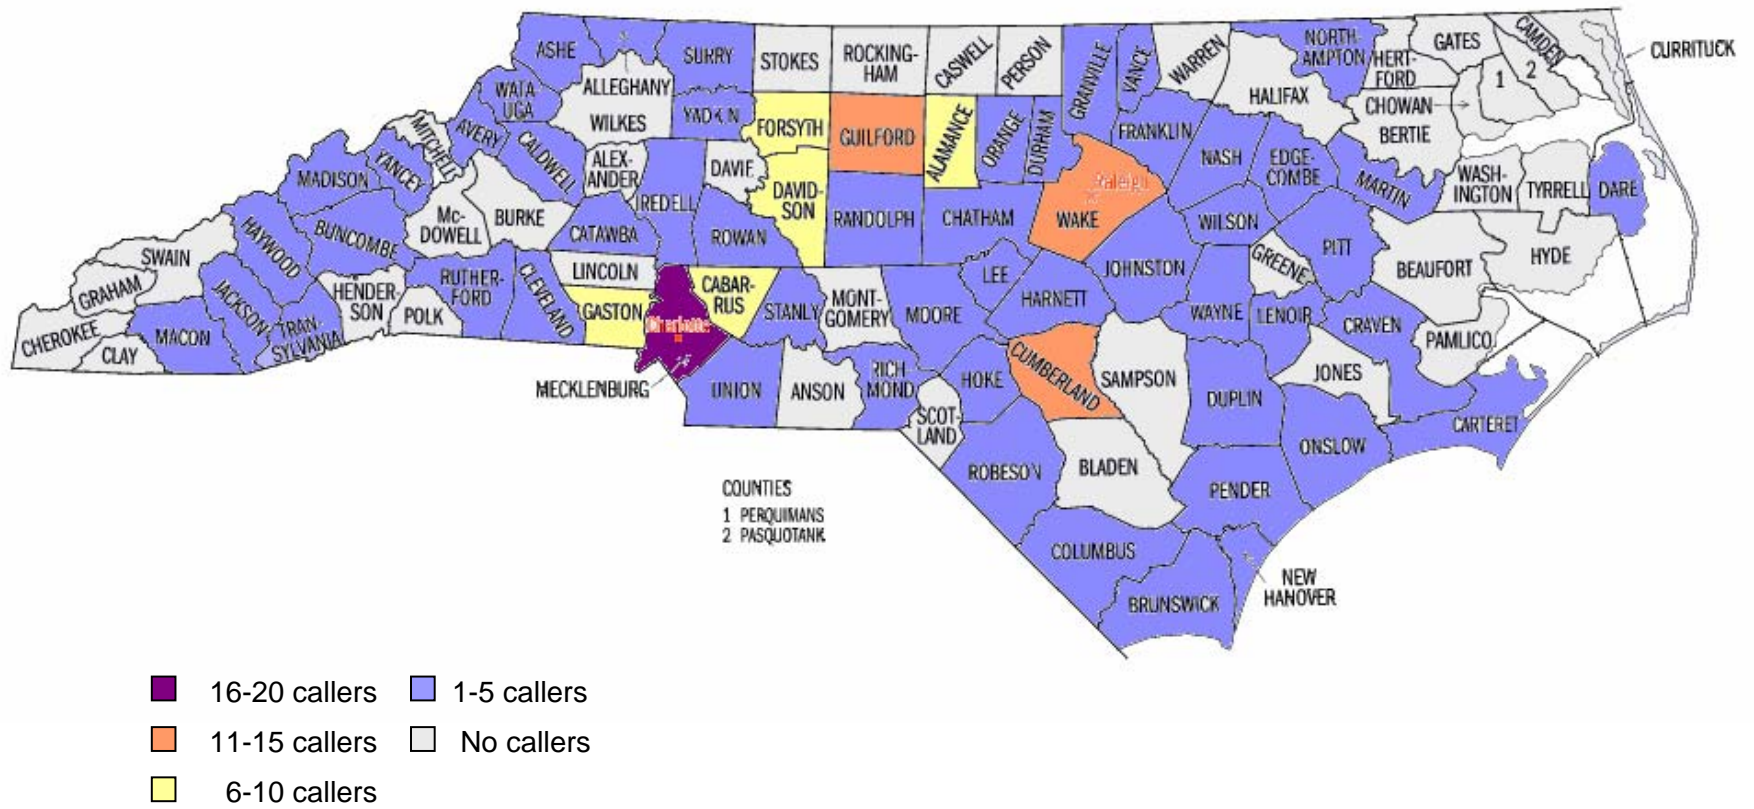 ASHE
SURRY
STOKES
ROCKING-
HAM
CASWELL
PERSON
GRANVILLE
VANCE
WARREN
NORTH-
AMPTON
HERT-
FORD
GATES
CAMDEN
CURRITUCK
1
2
ALLEGHANY
WATA
UGA
WILKES
YADKIN
FORSYTH
GUILFORD
ALAMANCE
ORANGE
DURHAM
FRANKLIN
HALIFAX
CHOWAN
BERTIE
MITCHELL
AVERY
CALDWELL
ALEX-
ANDER
IREDELL
DAVIE
DAVID-
SON
NASH
EDGE-
COMBE
MARTIN
WASH-
INGTON
TYRRELL
DARE
MADISON
YANCEY
Mc-
DOWELL
BURKE
CATAWBA
ROWAN
RANDOLPH
CHATHAM
Raleigh
WAKE
WILSON
PITT
BEAUFORT
HYDE
SWAIN
HAYWOOD
BUNCOMBE
RUTHER-
FORD
CLEVELAND
LINCOLN
GASTON
CABAR-
RUS
STANLY
MONT-
GOMERY
MOORE
LEE
HARNETT
JOHNSTON
GREENE
WAYNE
LENOIR
CRAVEN
PAMLICO
GRAHAM
CHEROKEE
CLAY
MACON
JACKSON
TRAN-
SYLVANIA
HENDER-
SON
POLK
Charlotte
MECKLENBURG
UNION
ANSON
RICH
MOND
SCOT-
LAND
HOKE
CUMBERLAND
SAMPSON
DUPLIN
JONES
CARTERET
ONSLOW
ROBESON
BLADEN
PENDER
COLUMBUS
BRUNSWICK
NEW
HANOVER
COUNTIES
1 PERQUIMANS
2 PASQUOTANK
16-20 callers
1-5 callers
11-15 callers
No callers
6-10 callers